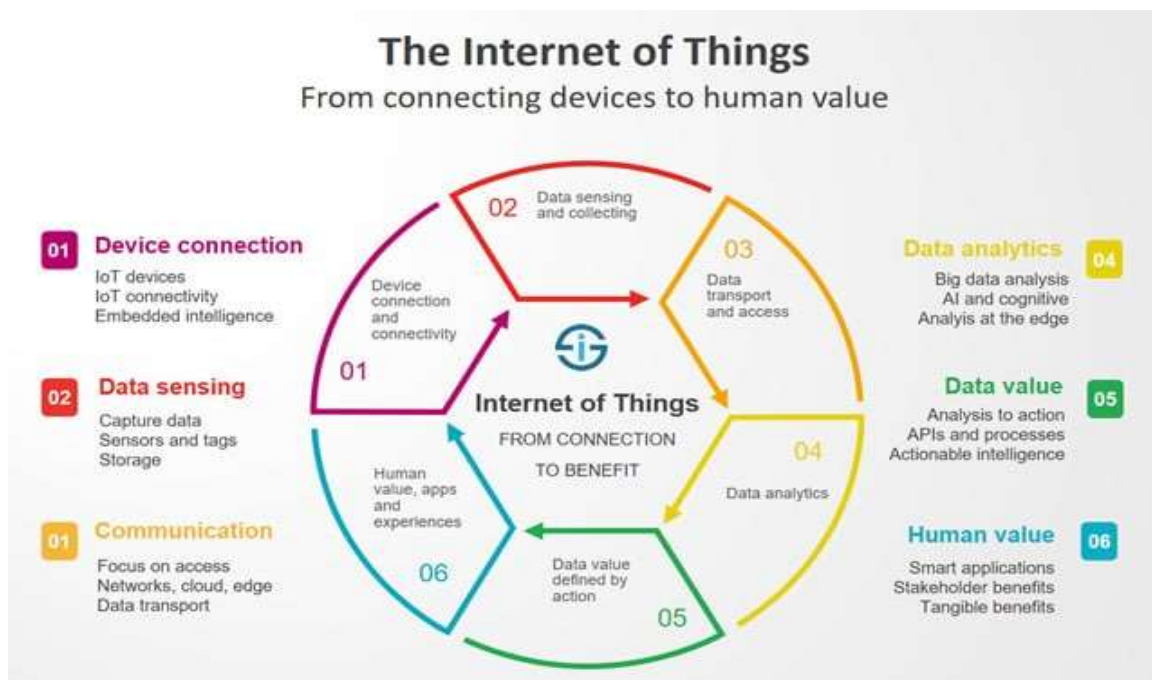 The Internet of Things
From connecting devices to human value
01
Device connection
IoT devices
IoT connectivity
Embedded intelligence
02
Data sensing
Capture data
Sensors and tags
Storage
01
Communication
Focus on access
Networks, cloud, edge
Data transport
01
Device
connection
and
connectivity
02
Data sensing
and collecting
03
Data
transport
and access
04
Data analytics
05
Data value
defined by
action
06
Human
value, apps
and
experiences
SiG
Internet of Things
FROM CONNECTION
TO BENEFIT
Data analytics
04
Big data analysis
AI and cognitive
Analyis at the edge
Data value
05
Analysis to action
APIs and processes
Actionable intelligence
Human value
06
Smart applications
Stakeholder benefits
Tangible benefits